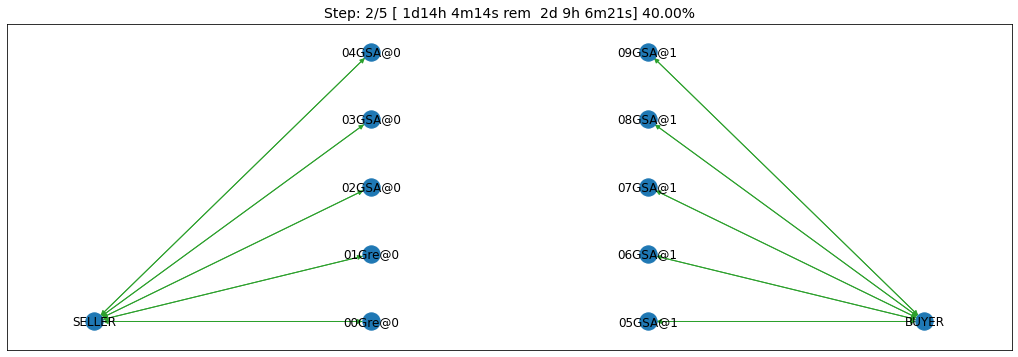 Step: 2/5 [ 1d14h 4m14s rem  2d 9h 6m21s] 40.00%
04GSA@0 09GSA@1
03GSA@0 08GSA@1
02GSA@0 07GSA@1
01Gre@0 06GSA@1
SELLER 00Gre@0 05GSA@1 BUYER